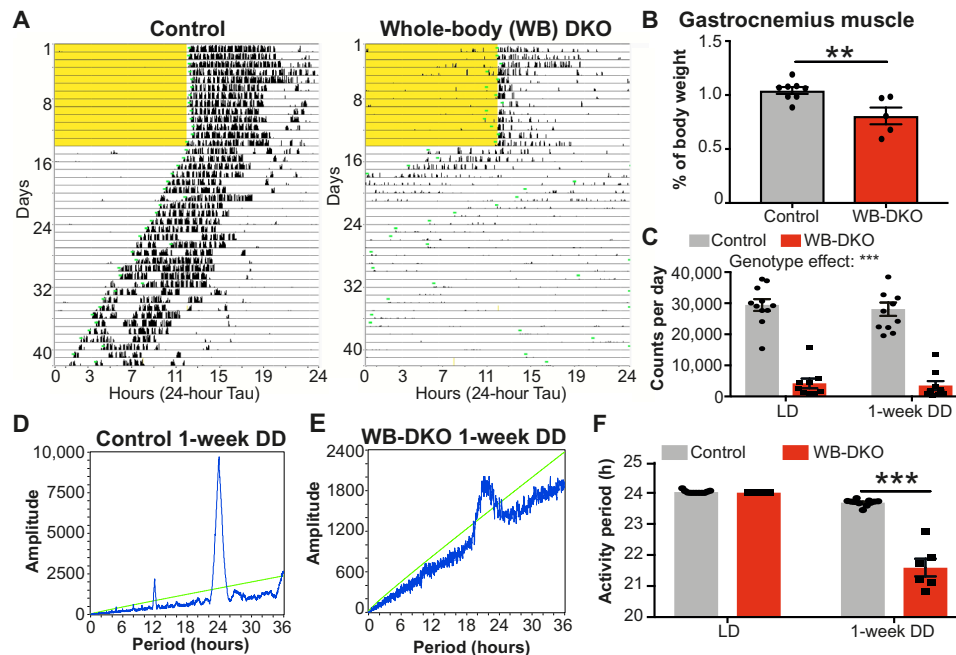 A
Control
Whole-body (WB) DKO
1
8
16
24
32
40
Days
0 3 7 12 15 19 24
Hours (24-hour Tau)
1
8
16
24
32
40
Days
0 3 7 12 15 19 24
Hours (24-hour Tau)
B Gastrocnemius muscle
**
% of body weight
1.5
1.0
0.5
0
Control WB-DKO
C
Control WB-DKO
Genotype effect: ***
Counts per day
40,000
30,000
20,000
10,000
0
LD 1-week DD
D Control 1-week DD
Amplitude
10,000
7500
5000
2500
0
0 6 12 18 24 30 36
Period (hours)
E WB-DKO 1-week DD
Amplitude
2400
1800
1200
600
0
0 6 12 18 24 30 36
Period (hours)
F
Control WB-DKO
***
Activity period (h)
25
24
23
22
21
20
LD 1-week DD